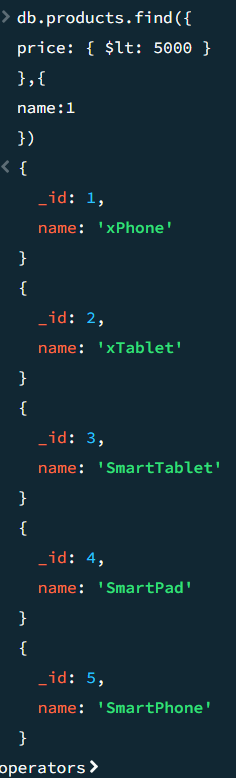 > db.products.find({
price: { $lt: 5000 }
},{
name:1
})
< {
_id: 1,
name: 'xPhone'
}
{
_id: 2,
name: 'xTablet'
}
{
_id: 3,
name: 'SmartTablet'
}
{
_id: 4,
name: 'SmartPad'
}
{
_id: 5,
name: 'SmartPhone'
}
operators>